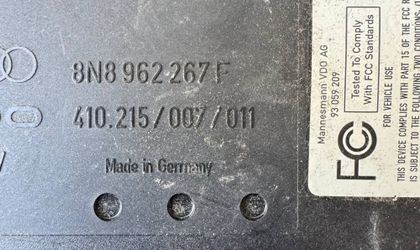 8N8 962 267 F
410.215/007/011
Made in Germany
Mannesmann VDO AG
93 059 209
Tested To Comply
With FCC Standards
FOR VEHICLE USE
FC
THIS DEVICE COMPLIES WITH PART 15 OF THE FCC R
IS SUBJECT TO THE FOLLOWING TWO CONDITIONS. (1